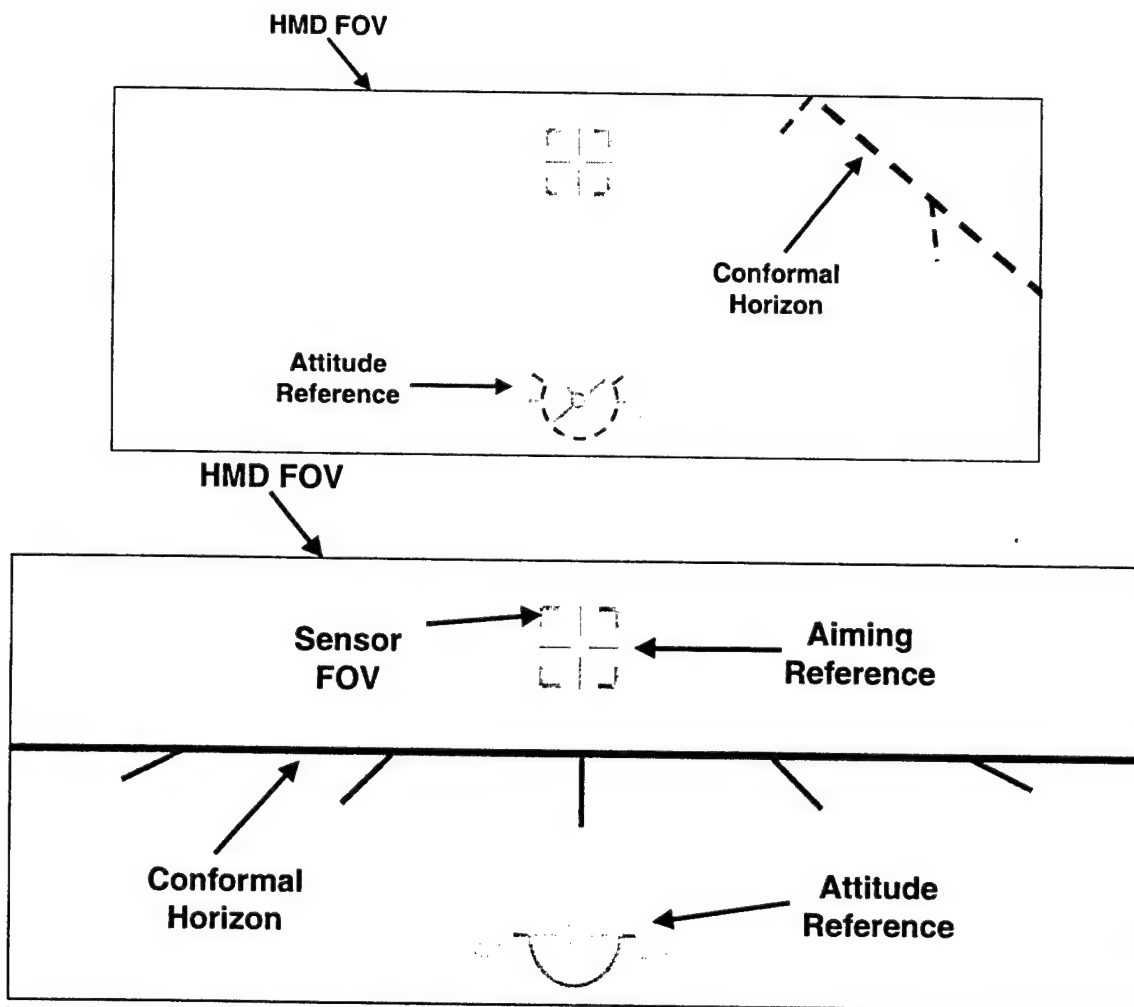 HMD FOV
Conformal
Horizon
Attitude
Reference
HMD FOV
Sensor
FOV
Aiming
Reference
Conformal
Horizon
Attitude
Reference